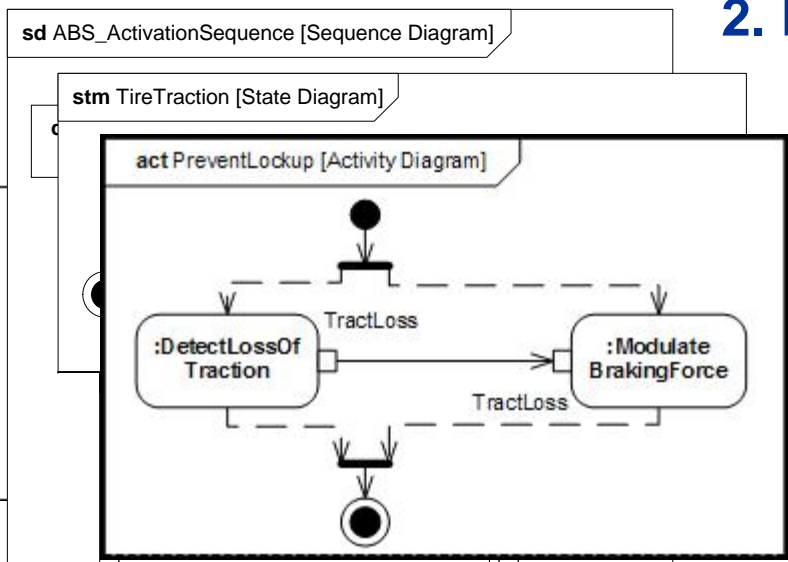 2.
sd ABS_ActivationSequence [Sequence Diagram]
stm TireTraction [State Diagram]
act PreventLockup [Activity Diagram]
TractLoss
:DetectLossOf
Traction
:Modulate
BrakingForce
TractLoss